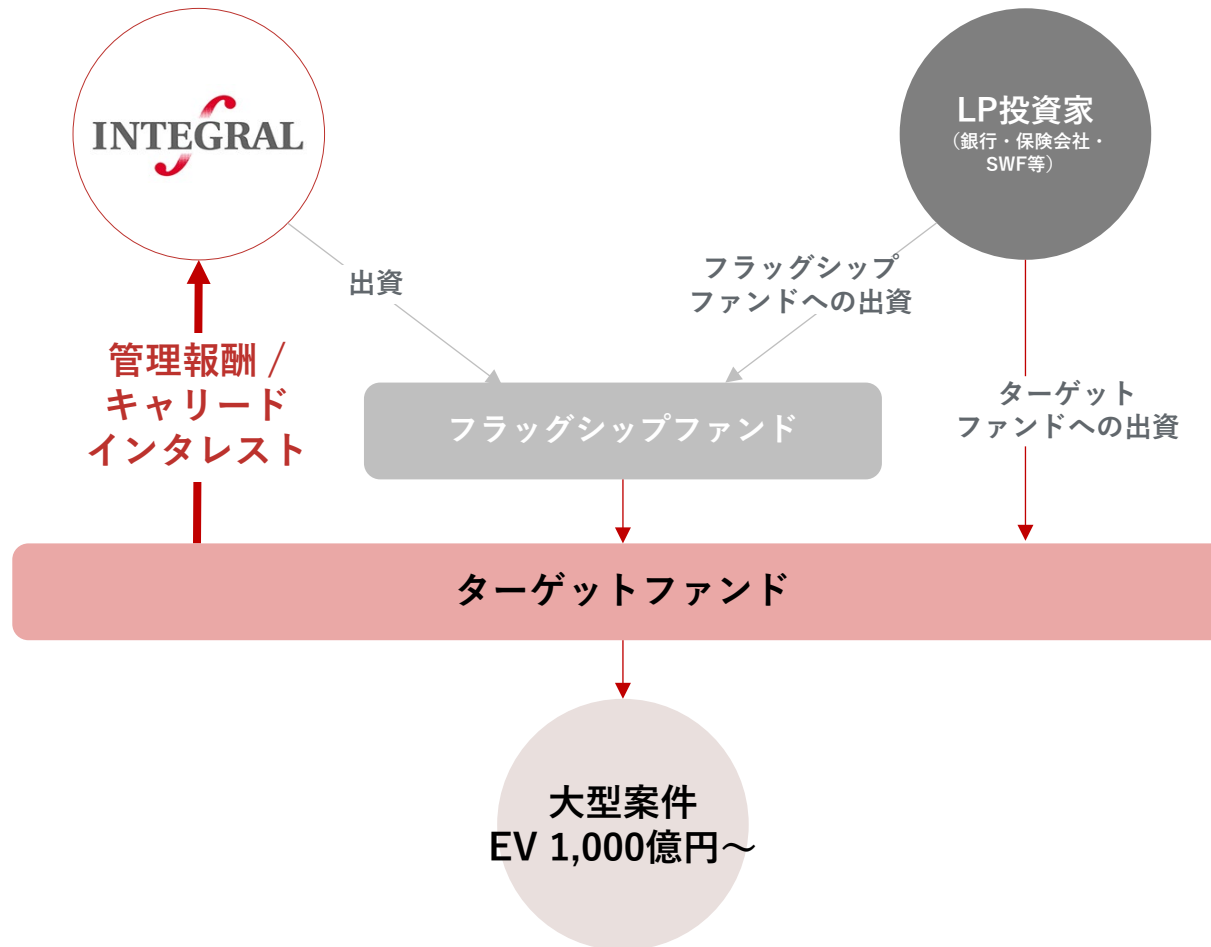 INTEGRAL
LP投資家
（銀行・保険会社・
SWF等）
出資
フラッグシップ
ファンドへの出資
管理報酬 /
キャリード
インタレスト
フラッグシップファンド
ターゲット
ファンドへの出資
ターゲットファンド
大型案件
EV 1,000億円～